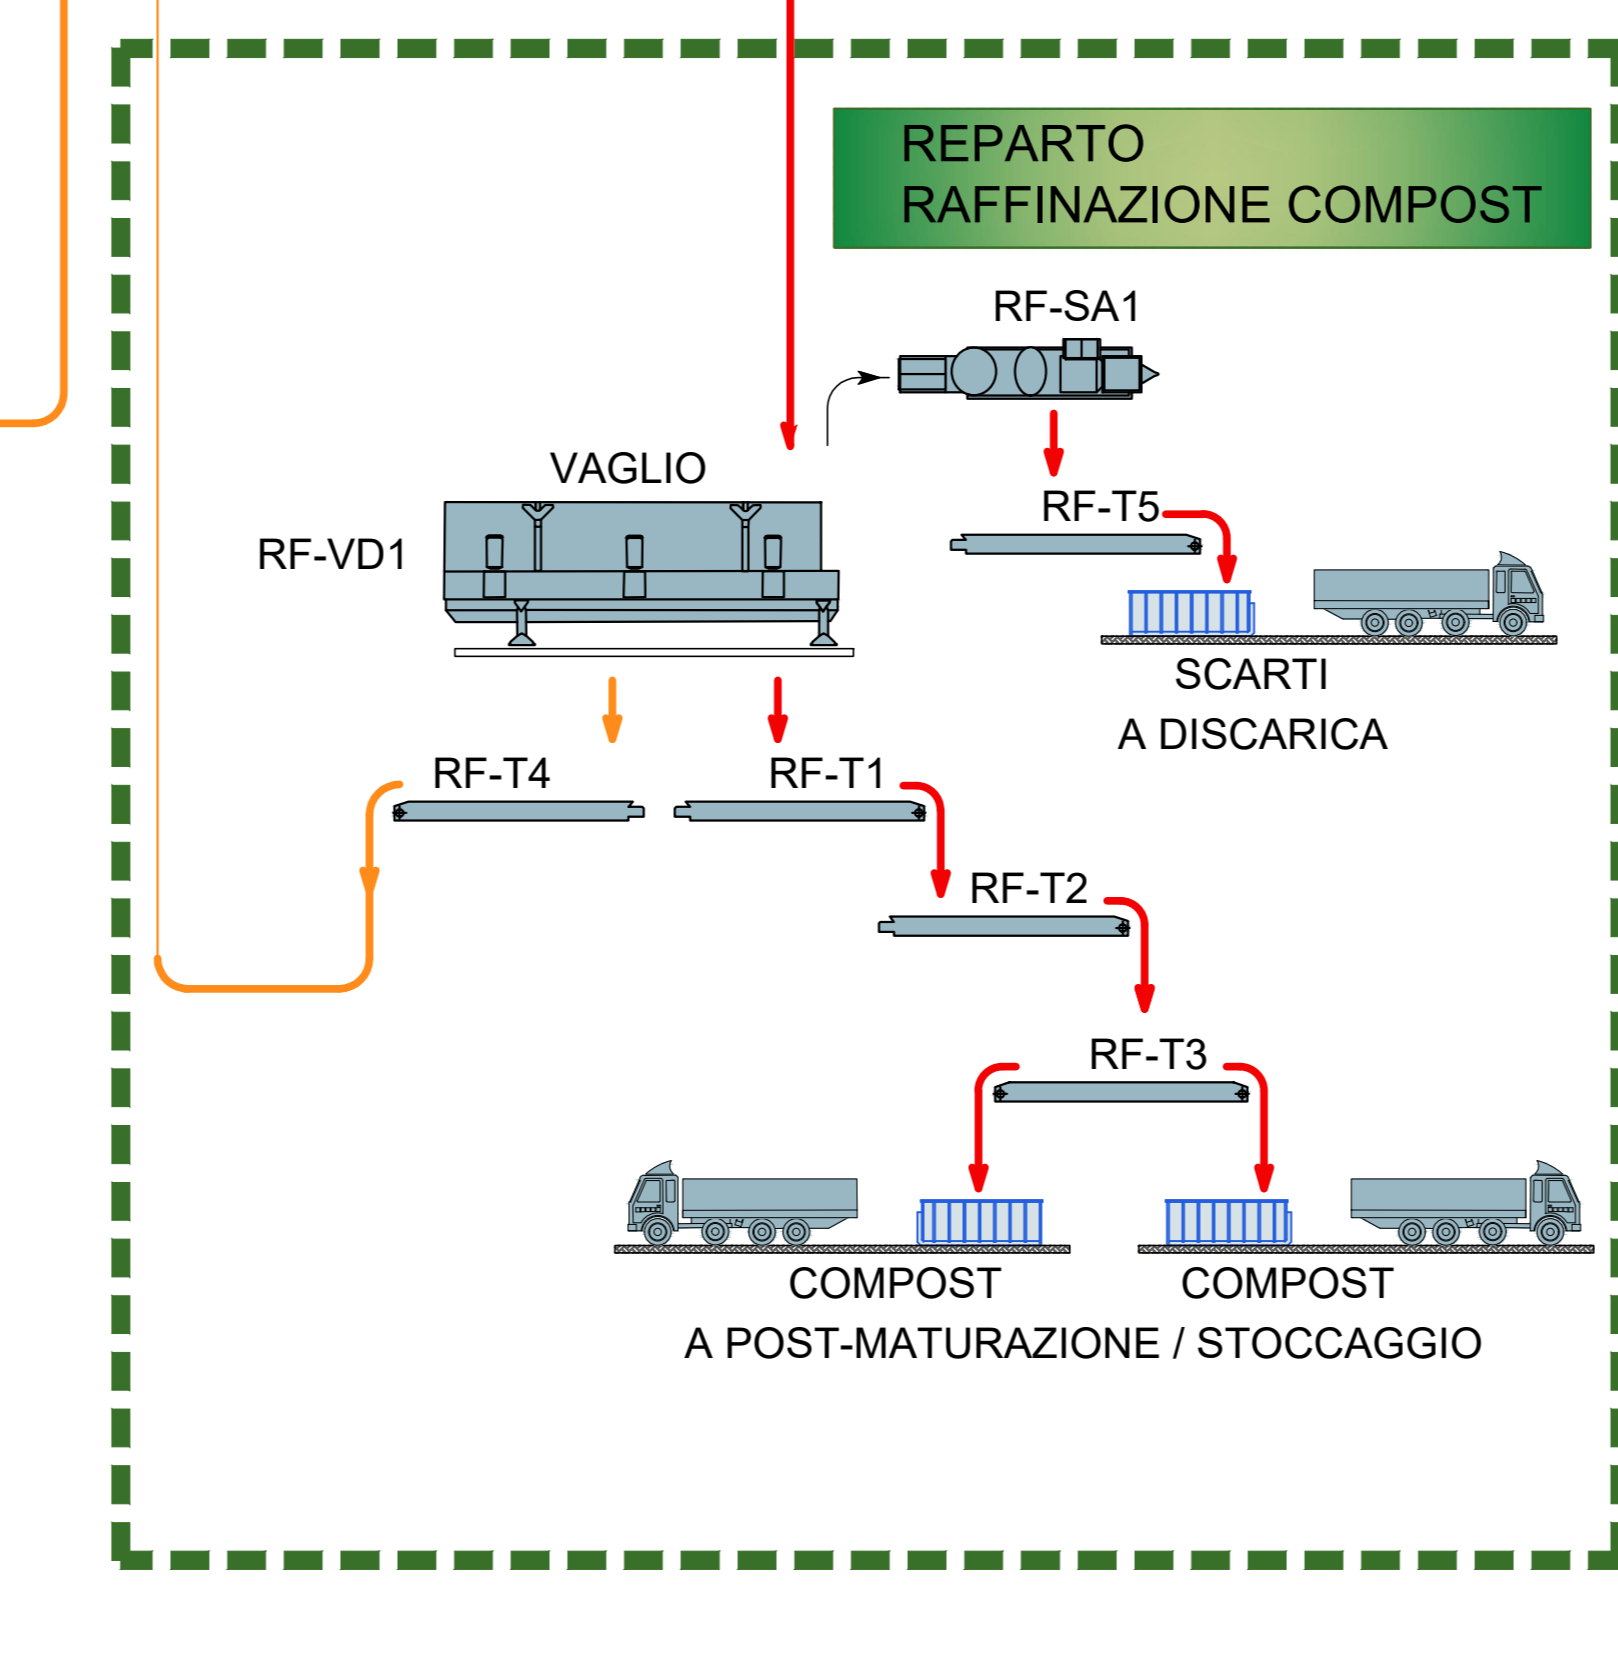 REPARTO
RAFFINAZIONE COMPOST
RF-SA1
VAGLIO
RF-T5
RF-VD1
SCARTI
A DISCARICA
RF-T4
RF-T1
RF-T2
RF-T3
COMPOST
COMPOST
A POST-MATURAZIONE / STOCCAGGIO